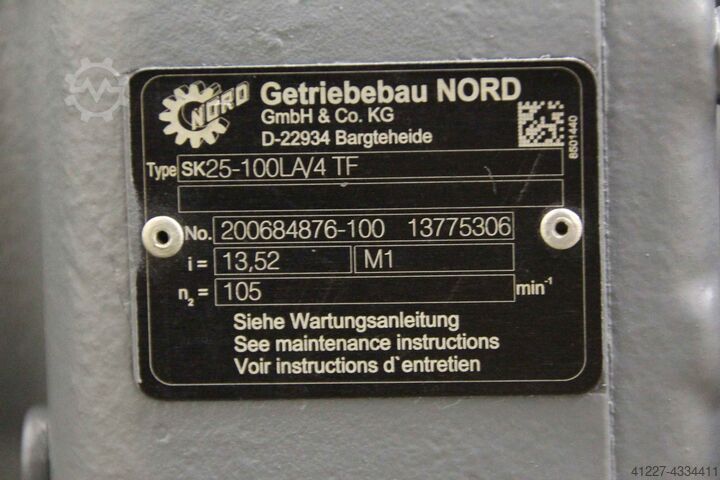 NORD
Getriebebau NORD
GmbH & Co. KG
D-22934 Bargteheide
8501440
Type SK25-100LA/4 TF
No. 200684876-100 13775306
i = 13,52 M1
n₂ = 105 min⁻¹
Siehe Wartungsanleitung
See maintenance instructions
Voir instructions d`entretien
41227-4334411